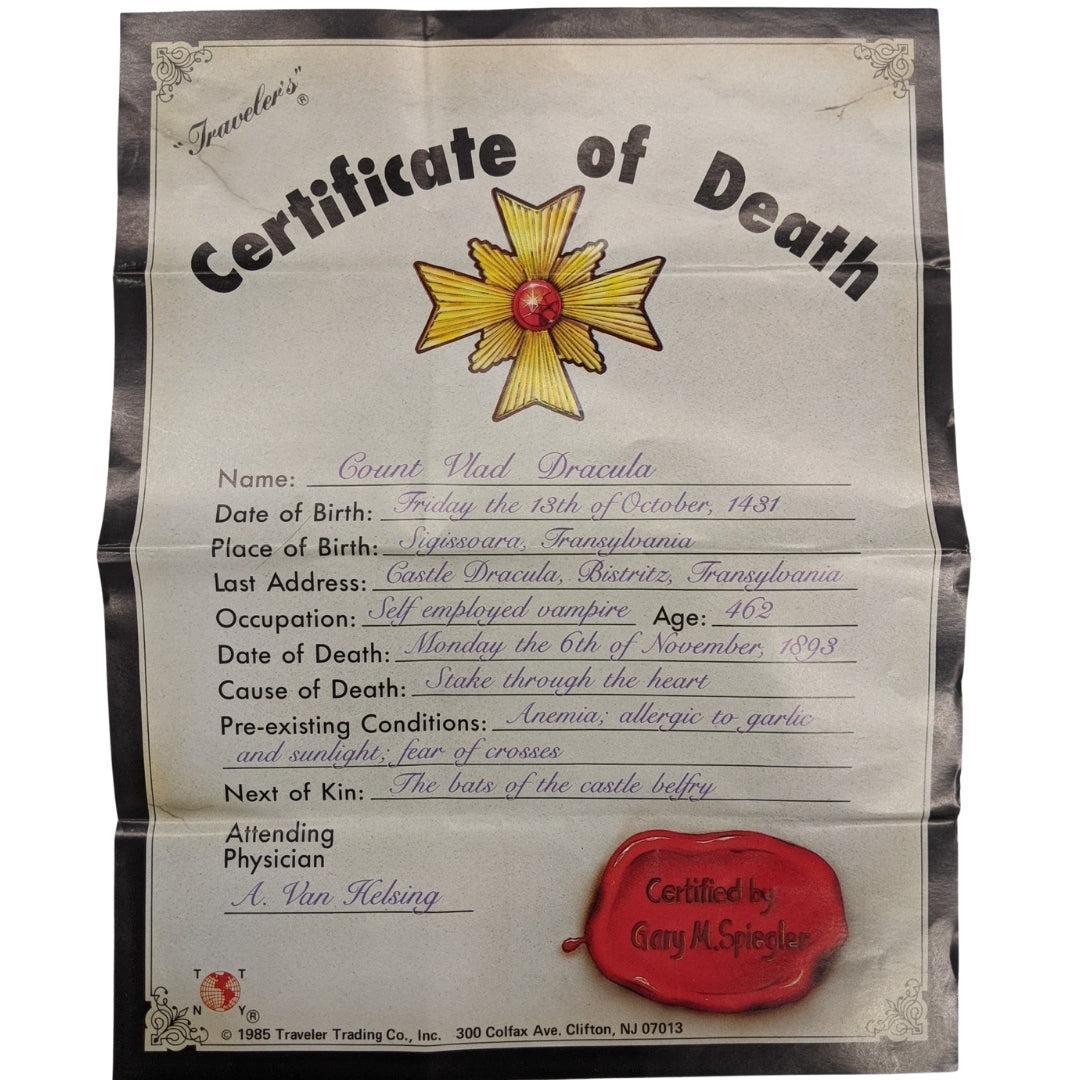 "Traveler's"®
Certificate of Death
Name: Count Vlad Dracula
Date of Birth: Friday the 13th of October, 1431
Place of Birth: Sigissoara, Transylvania
Last Address: Castle Dracula, Bistritz, Transylvania
Occupation: Self employed vampire Age: 462
Date of Death: Monday the 6th of November, 1893
Cause of Death: Stake through the heart
Pre-existing Conditions: Anemia; allergic to garlic
and sunlight; fear of crosses
Next of Kin: The bats of the castle belfry
Attending
Physician
A. Van Helsing
Certified by
Gary M. Spiegler
T T
N Y®
© 1985 Traveler Trading Co., Inc. 300 Colfax Ave. Clifton, NJ 07013